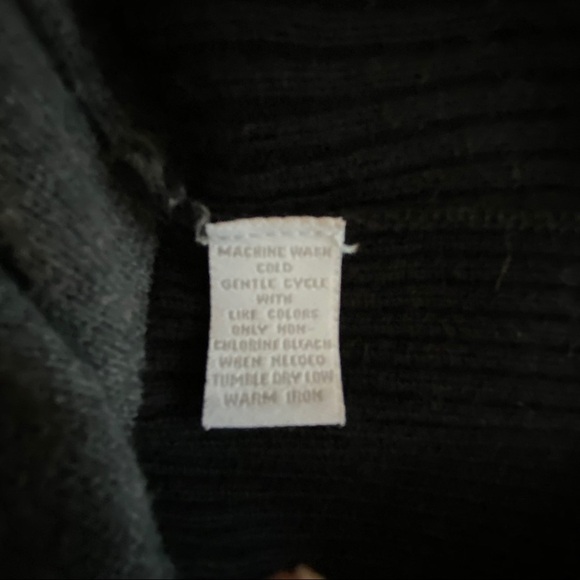 MACHINE WASH
COLD
GENTLE CYCLE
WITH
LIKE COLORS
ONLY NON-
CHLORINE BLEACH
WHEN NEEDED
TUMBLE DRY LOW
WARM IRON